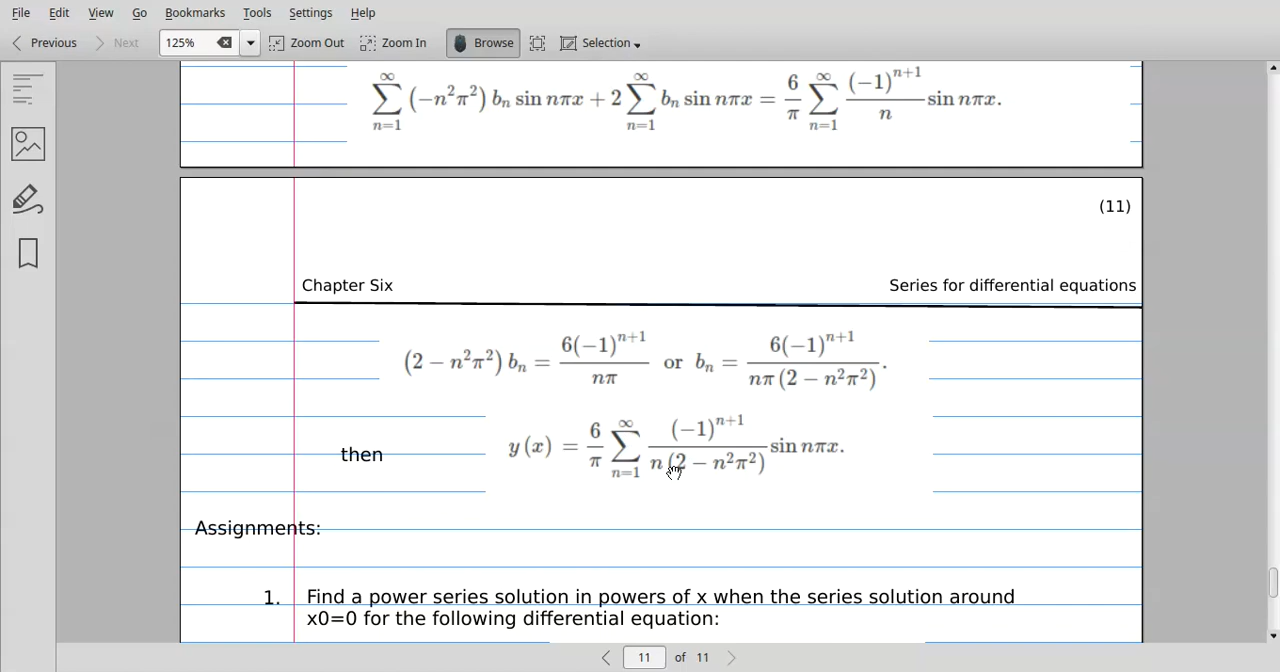 File Edit View Go Bookmarks Tools Settings Help
Previous Next 125% Zoom Out Zoom In Browse Selection
∑_{n=1}^{∞} (−n²π²) bₙ sin nπx + 2 ∑_{n=1}^{∞} bₙ sin nπx = 6/π ∑_{n=1}^{∞} (−1)^{n+1}/n sin nπx.
(11)
Chapter Six Series for differential equations
(2 − n²π²) bₙ = 6(−1)^{n+1}/(nπ) or bₙ = 6(−1)^{n+1}/(nπ (2 − n²π²)).
then y(x) = 6/π ∑_{n=1}^{∞} (−1)^{n+1}/(n (2 − n²π²)) sin nπx.
Assignments:
1. Find a power series solution in powers of x when the series solution around
x0=0 for the following differential equation:
11 of 11